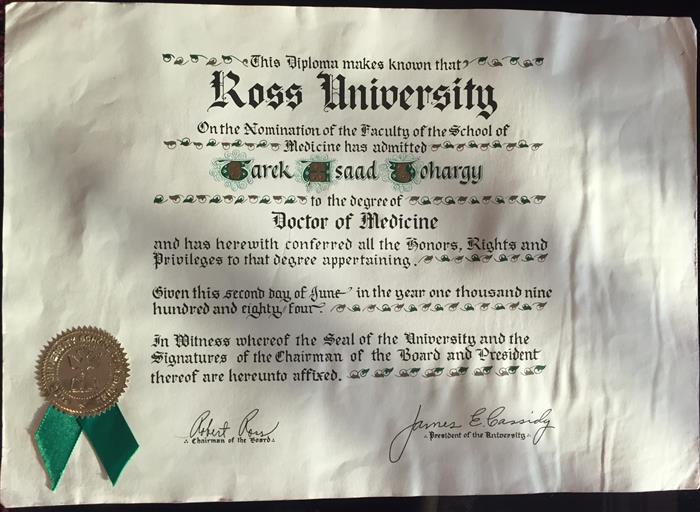 This Diploma makes known that
Ross University
On the Nomination of the Faculty of the School of
Medicine has admitted
Tarek Asaad Tohargy
to the degree of
Doctor of Medicine
and has herewith conferred all the Honors, Rights and
Privileges to that degree appertaining.
Given this second day of June in the year one thousand nine
hundred and eighty four.
In Witness whereof the Seal of the University and the
Signatures of the Chairman of the Board and President
thereof are hereunto affixed.
Robert Ross
Chairman of the Board
James E. Cassidy
President of the University